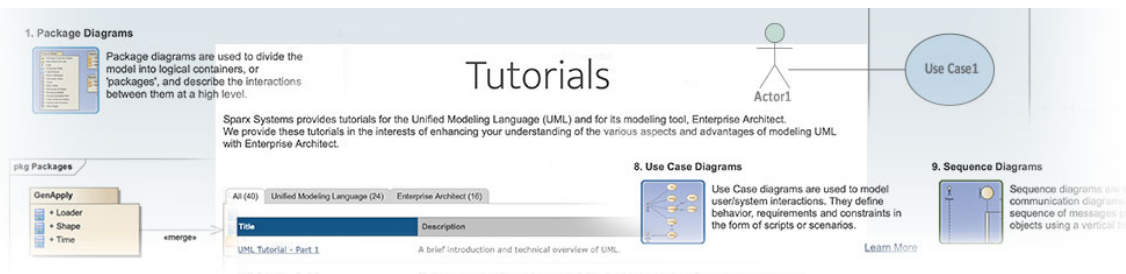 1. Package Diagrams
Package diagrams are used to divide the
model into logical containers, or
'packages', and describe the interactions
between them at a high level.
Tutorials
Actor1
Use Case1
Sparx Systems provides tutorials for the Unified Modeling Language (UML) and for its modeling tool, Enterprise Architect.
We provide these tutorials in the interests of enhancing your understanding of the various aspects and advantages of modeling UML
with Enterprise Architect.
pkg Packages
GenApply
+ Loader
+ Shape
+ Time
«merge»
All (40) Unified Modeling Language (24) Enterprise Architect (16)
Title Description
UML Tutorial - Part 1 A brief introduction and technical overview of UML.
8. Use Case Diagrams
Use Case diagrams are used to model
user/system interactions. They define
behavior, requirements and constraints in
the form of scripts or scenarios.
Learn More
9. Sequence Diagrams
Sequence diagrams are
communication diagrams
sequence of messages
objects using a vertical